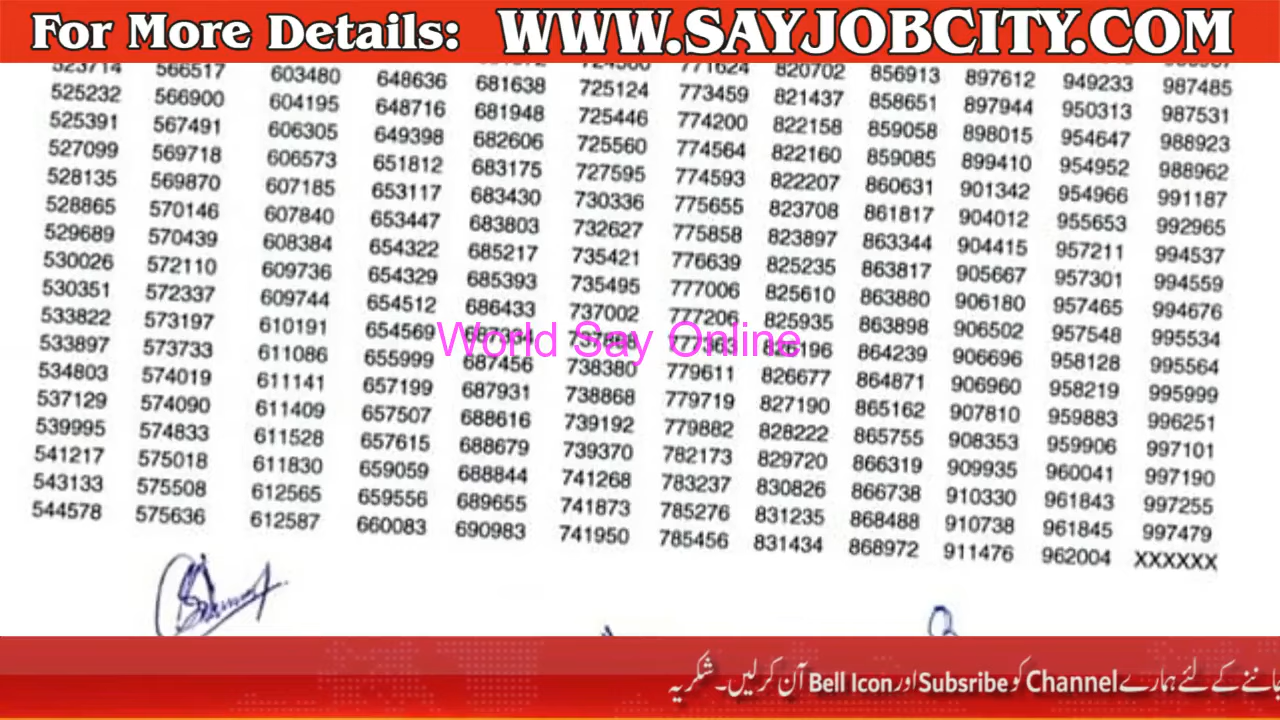 For More Details: WWW.SAYJOBCITY.COM
771624 820702 856913 897612 949233 987485
523714 566517 603480 648636 681638 725124 773459 821437 858651 897944 950313 987531
525232 566900 604195 648716 681948 725446 774200 822158 859058 898015 954647 988923
525391 567491 606305 649398 682606 725560 774564 822160 859085 899410 954952 988962
527099 569718 606573 651812 683175 727595 774593 822207 860631 901342 954966 991187
528135 569870 607185 653117 683430 730336 775655 823708 861817 904012 955653 992965
528865 570146 607840 653447 683803 732627 775858 823897 863344 904415 957211 994537
529689 570439 608384 654322 685217 735421 776639 825235 863817 905667 957301 994559
530026 572110 609736 654329 685393 735495 777006 825610 863880 906180 957465 994676
530351 572337 609744 654512 686433 737002 777206 825935 863898 906502 957548 995534
533822 573197 610191 654569 687334 737868 777363 826196 864239 906696 958128 995564
World Say Online
533897 573733 611086 655999 687456 738380 779611 826677 864871 906960 958219 995999
534803 574019 611141 657199 687931 738868 779719 827190 865162 907810 959883 996251
537129 574090 611409 657507 688616 739192 779882 828222 865755 908353 959906 997101
539995 574833 611528 657615 688679 739370 782173 829720 866319 909935 960041 997190
541217 575018 611830 659059 688844 741268 783237 830826 866738 910330 961843 997255
543133 575508 612565 659556 689655 741873 785276 831235 868488 910738 961845 997479
544578 575636 612587 660083 690983 741950 785456 831434 868972 911476 962004 XXXXXX
جاننے کے لئے ہمارے Channel کو Subsribe اور Bell Icon آن کرلیں۔ شکریہ